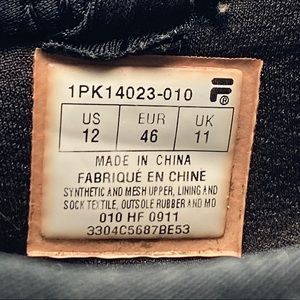 1PK14023-010 F®
US EUR UK
12 46 11
MADE IN CHINA
FABRIQUÉ EN CHINE
SYNTHETIC AND MESH UPPER, LINING AND
SOCK TEXTILE, OUTSOLE RUBBER AND MD
010 HF 0911
3304C5687BE53